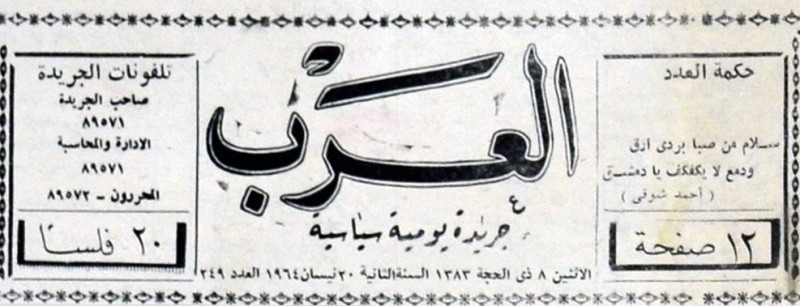 حكمة العدد
سلام من صبا بردى ارق
ودمع لا يكفكف يا دمشق
( أحمد شوقي )
١٢ صفحة
العرب
جريدة يومية سياسية
الاثنين ٨ ذي الحجة ١٣٨٣ السنة الثانية ٢٠ نيسان ١٩٦٤ العدد ٢٤٩
تلفونات الجريدة
صاحب الجريدة
٨٩٥٧١
الادارة والمحاسبة
٨٩٥٧١
المحررون - ٨٩٥٧٢
٢٠ فلسا